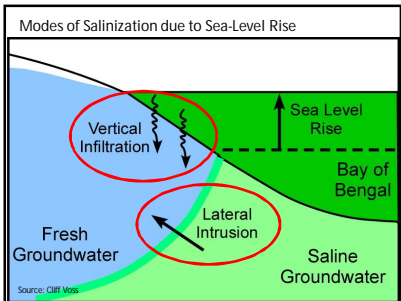 Modes of Salinization due to Sea-Level Rise
Sea Level
Rise
Vertical
Infiltration
Bay of
Bengal
Lateral
Intrusion
Fresh
Groundwater
Saline
Groundwater
Source: Cliff Voss